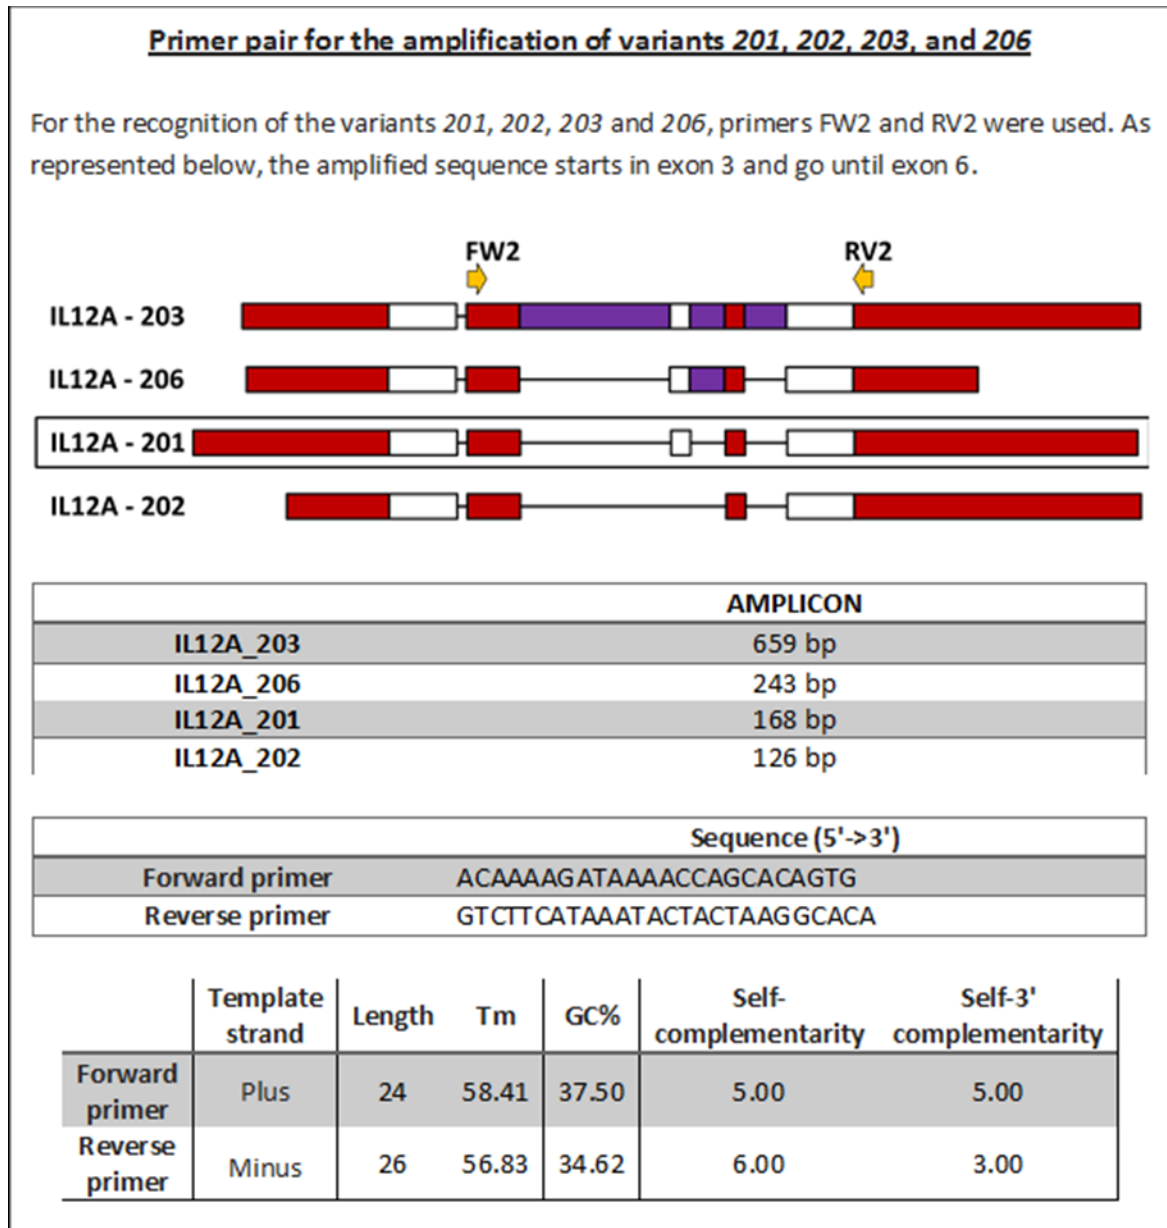 Primer pair for the amplification of variants 201, 202, 203, and 206
For the recognition of the variants 201, 202, 203 and 206, primers FW2 and RV2 were used. As
represented below, the amplified sequence starts in exon 3 and go until exon 6.
FW2 RV2
IL12A - 203
IL12A - 206
IL12A - 201
IL12A - 202
AMPLICON
IL12A_203 659 bp
IL12A_206 243 bp
IL12A_201 168 bp
IL12A_202 126 bp
Sequence (5'->3')
Forward primer ACAAAAGATAAAACCAGCACAGTG
Reverse primer GTCTTCATAAATACTACTAAGGCACA
Template strand Length Tm GC% Self-complementarity Self-3' complementarity
Forward primer Plus 24 58.41 37.50 5.00 5.00
Reverse primer Minus 26 56.83 34.62 6.00 3.00